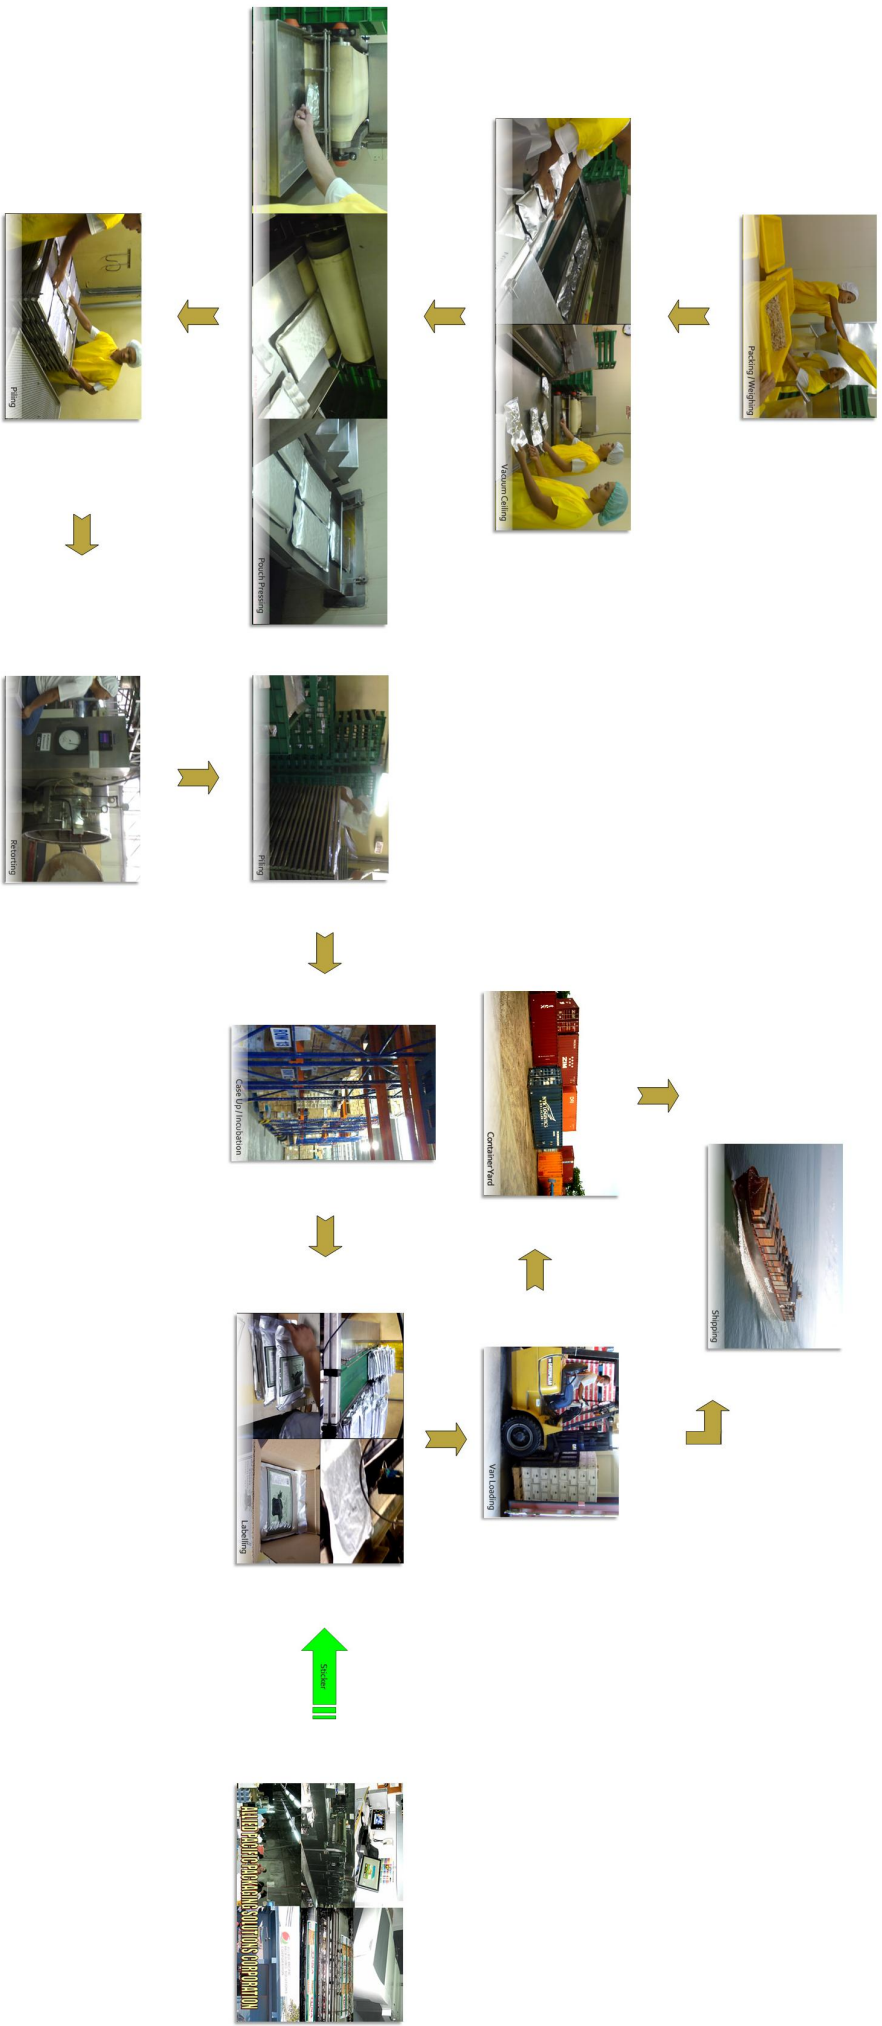 Packing / Weighing
Vacuum Ceiling
Pouch Pressing
Piling
Retorting
Piling
Case Up / Incubation
Labelling
Sticker
ALLIED PACIFIC PACKAGING SOLUTIONS CORPORATION
Van Loading
Container Yard
Shipping